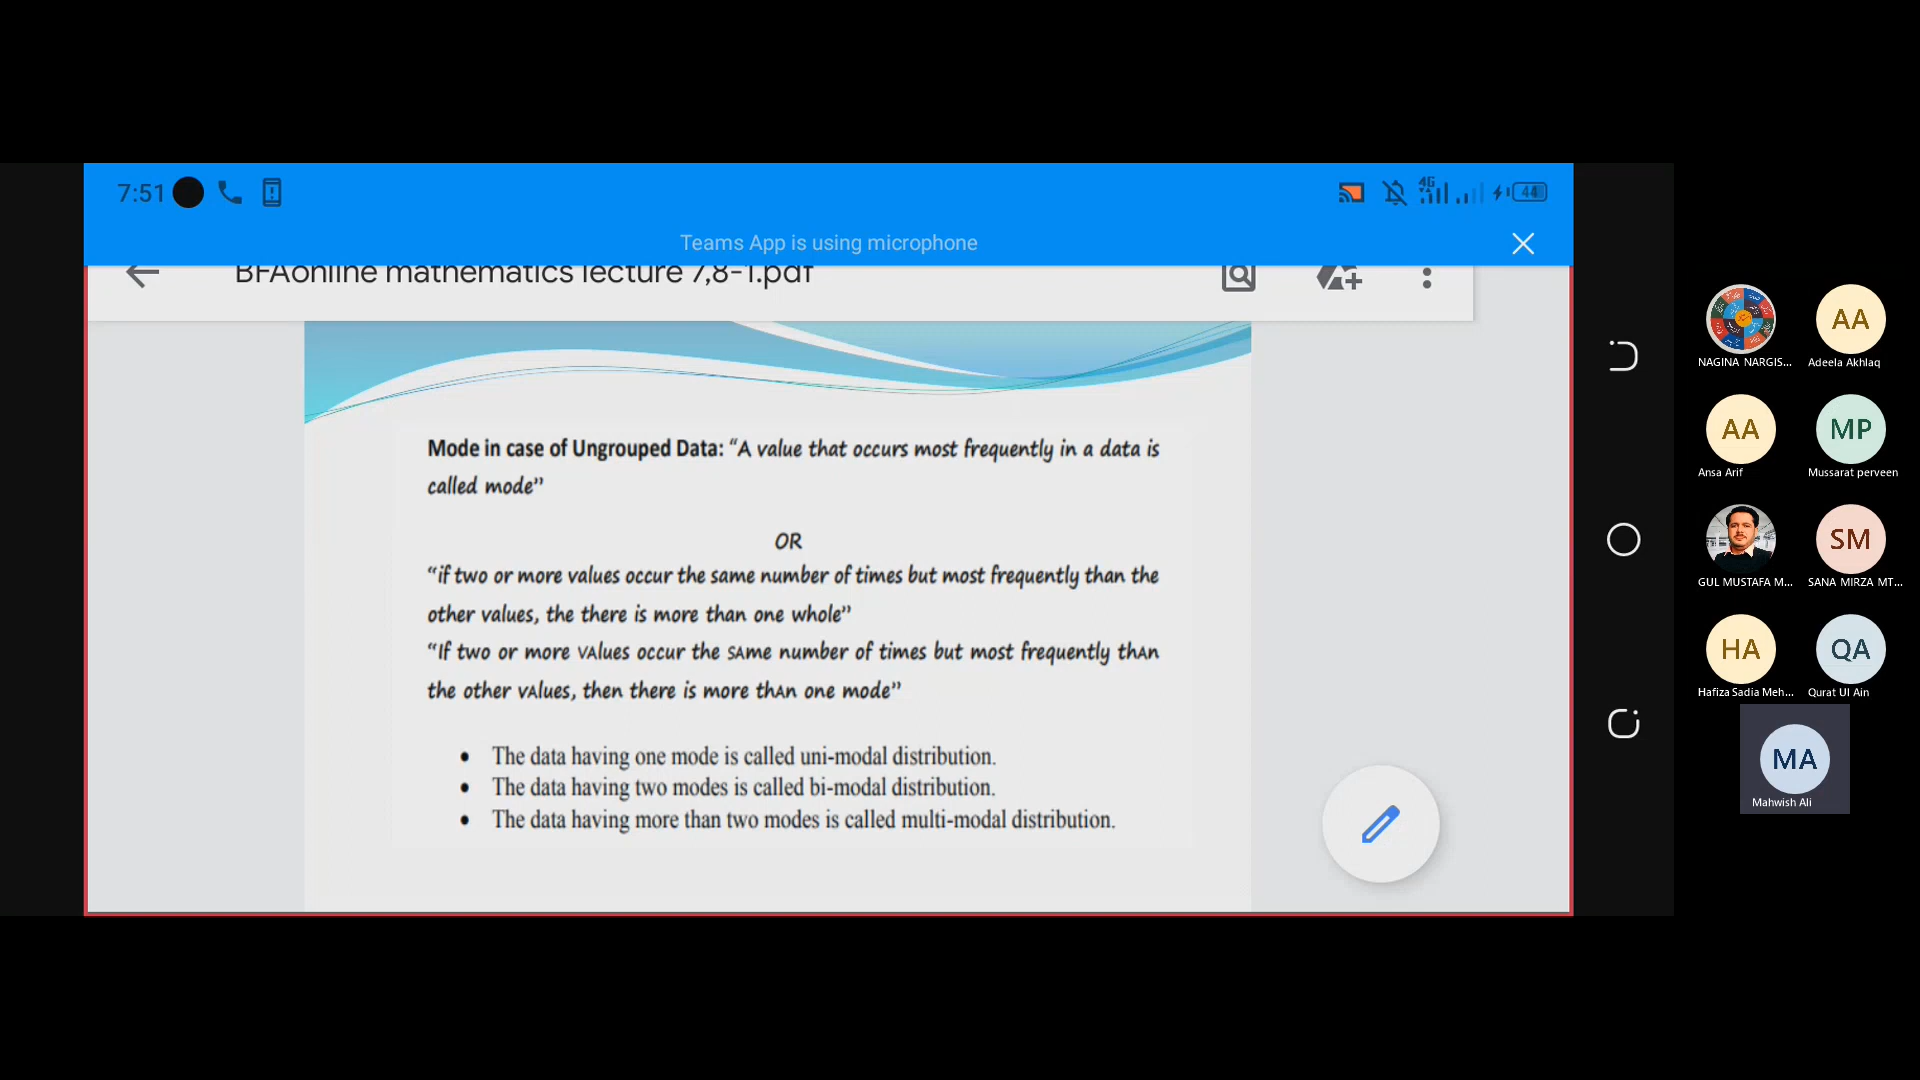 7:51
4G
44
Teams App is using microphone
BFAonline mathematics lecture 7,8-1.pdf
Mode in case of Ungrouped Data: “A value that occurs most frequently in a data is
called mode”
OR
“if two or more values occur the same number of times but most frequently than the
other values, the there is more than one whole”
“If two or more vAlues occur the sAme number of times but most frequently thAn
the other vAlues, then there is more thAn one mode”
• The data having one mode is called uni-modal distribution.
• The data having two modes is called bi-modal distribution.
• The data having more than two modes is called multi-modal distribution.
NAGINA NARGIS...
AA
Adeela Akhlaq
AA
Ansa Arif
MP
Mussarat perveen
GUL MUSTAFA M...
SM
SANA MIRZA MT...
HA
Hafiza Sadia Meh...
QA
Qurat Ul Ain
MA
Mahwish Ali